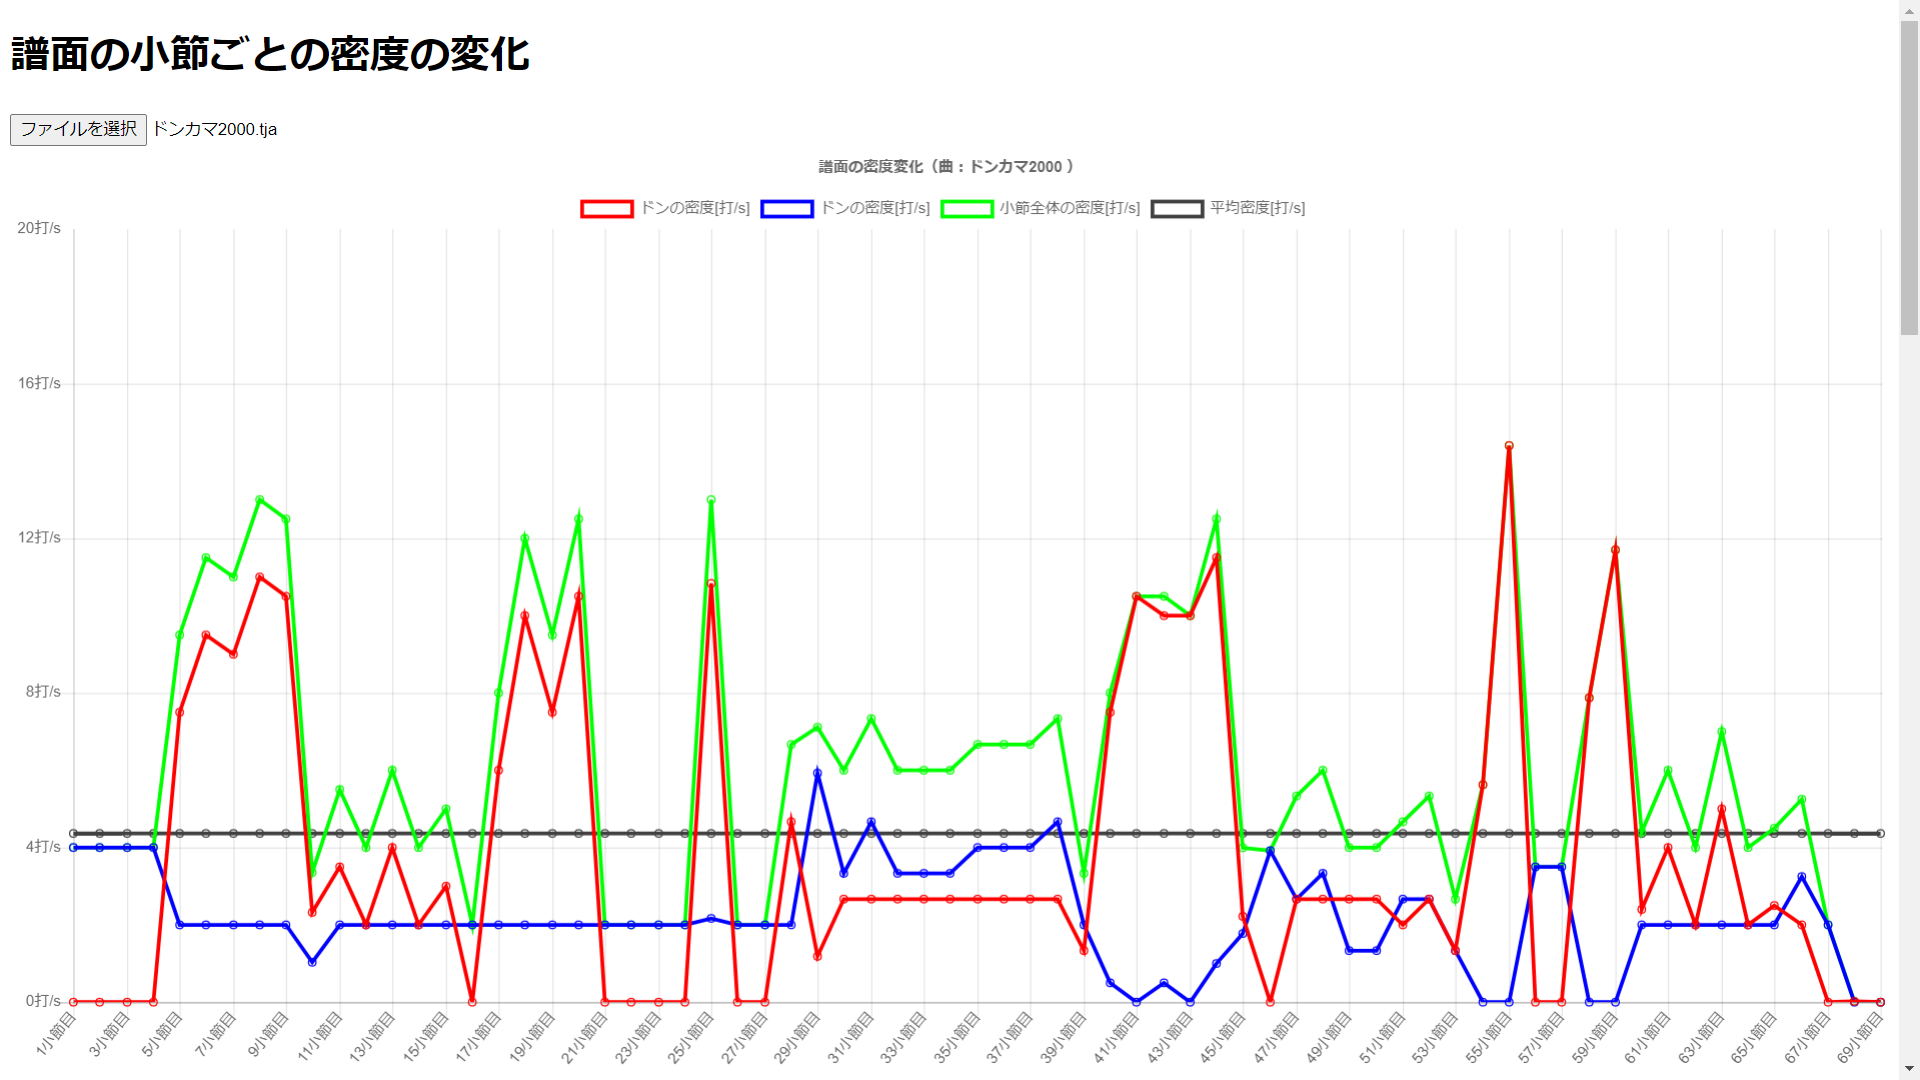 譜面の小節ごとの密度の変化
ファイルを選択 ドンカマ2000.tja
譜面の密度変化（曲：ドンカマ2000 ）
ドンの密度[打/s] ドンの密度[打/s] 小節全体の密度[打/s] 平均密度[打/s]
20打/s
16打/s
12打/s
8打/s
4打/s
0打/s
1小節目 3小節目 5小節目 7小節目 9小節目 11小節目 13小節目 15小節目 17小節目 19小節目 21小節目 23小節目 25小節目 27小節目 29小節目 31小節目 33小節目 35小節目 37小節目 39小節目 41小節目 43小節目 45小節目 47小節目 49小節目 51小節目 53小節目 55小節目 57小節目 59小節目 61小節目 63小節目 65小節目 67小節目 69小節目